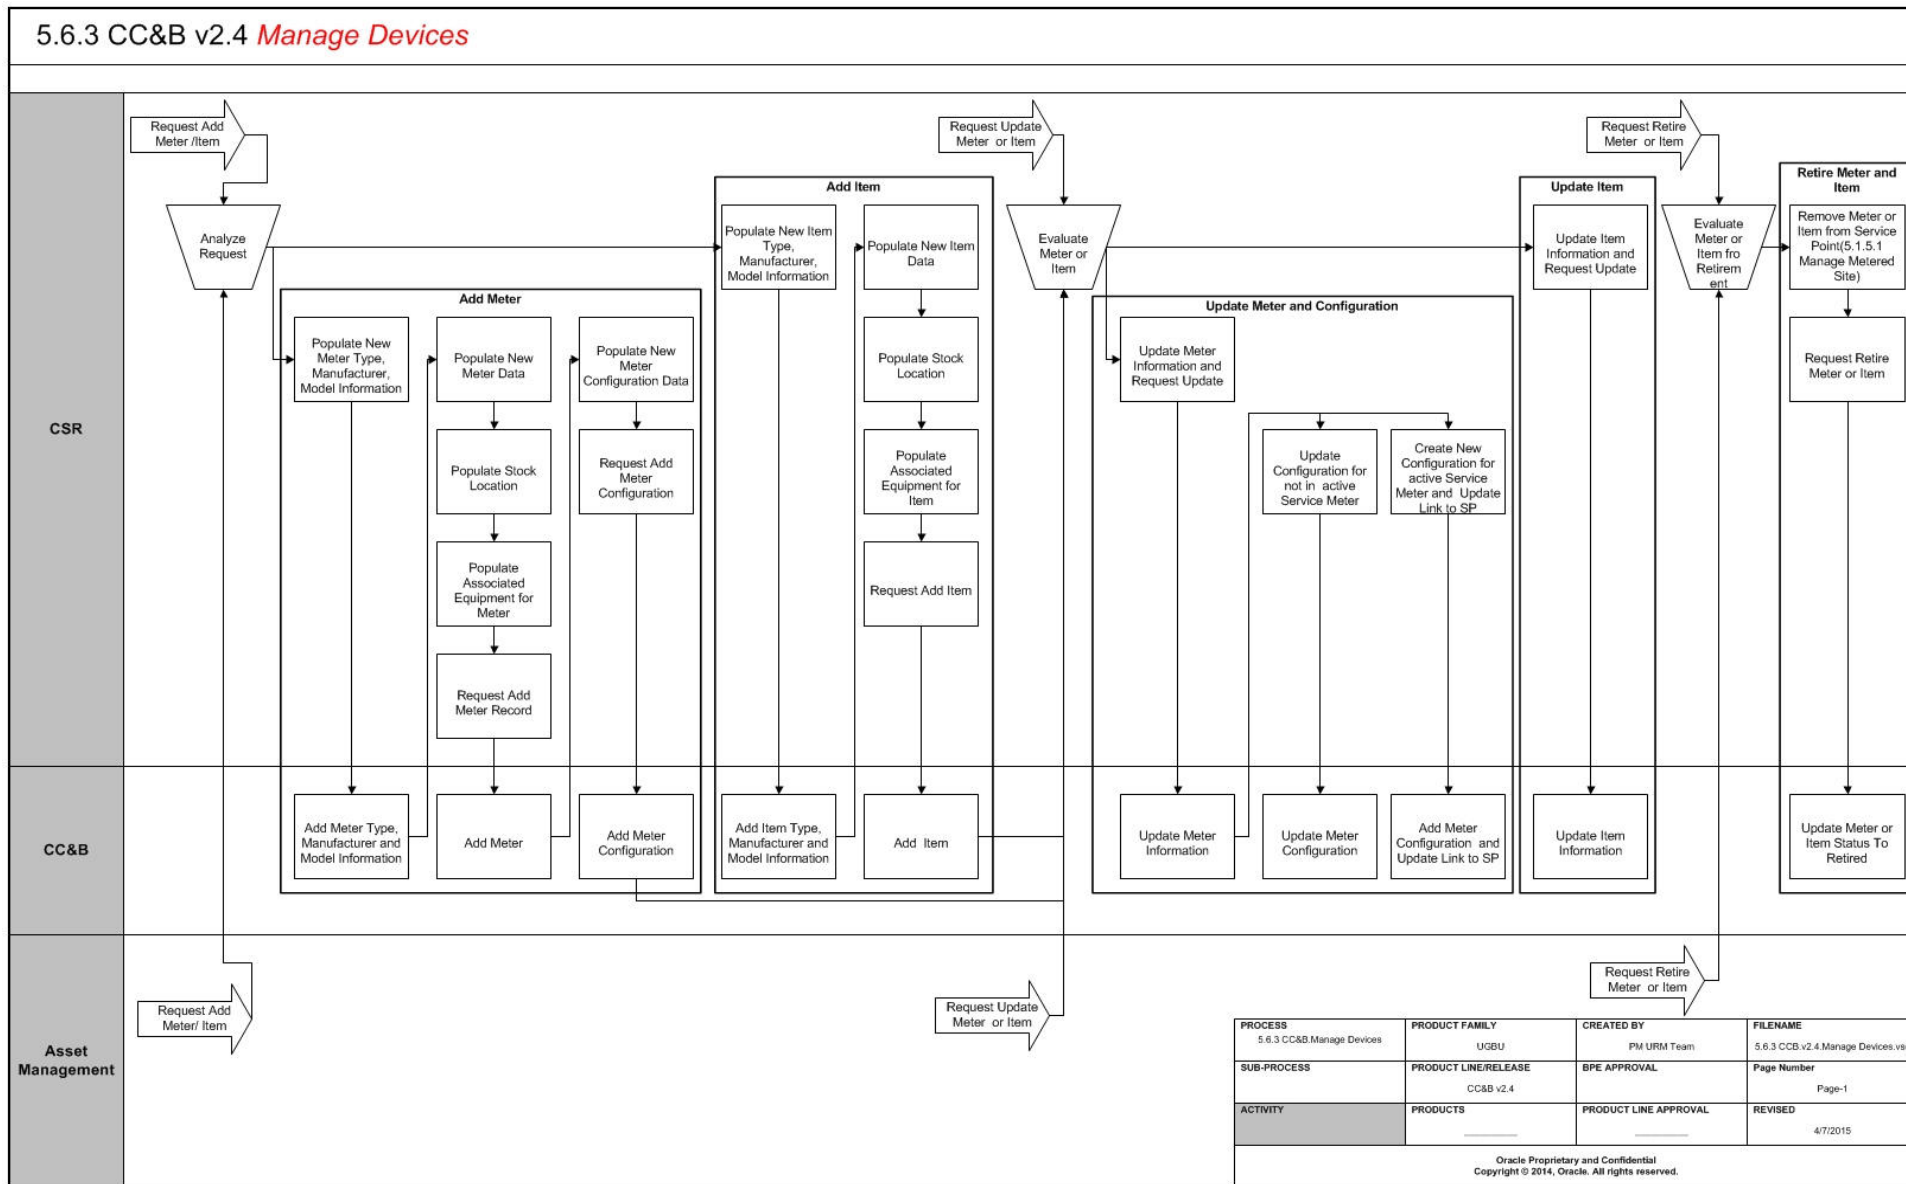 5.6.3 CC&B v2.4 Manage Devices
CSR
Request Add
Meter /Item
Analyze
Request
Add Meter
Populate New
Meter Type,
Manufacturer,
Model Information
Populate New
Meter Data
Populate New
Meter
Configuration Data
Populate Stock
Location
Request Add
Meter
Configuration
Populate
Associated
Equipment for
Meter
Request Add
Meter Record
Add Item
Populate New Item
Type,
Manufacturer,
Model Information
Populate New Item
Data
Populate Stock
Location
Populate
Associated
Equipment for
Item
Request Add Item
Request Update
Meter or Item
Evaluate
Meter or
Item
Update Meter and Configuration
Update Meter
Information and
Request Update
Update
Configuration for
not in active
Service Meter
Create New
Configuration for
active Service
Meter and Update
Link to SP
Update Item
Update Item
Information and
Request Update
Request Retire
Meter or Item
Evaluate
Meter or
Item fro
Retirem
ent
Retire Meter and
Item
Remove Meter or
Item from Service
Point(5.1.5.1
Manage Metered
Site)
Request Retire
Meter or Item
CC&B
Add Meter Type,
Manufacturer and
Model Information
Add Meter
Add Meter
Configuration
Add Item Type,
Manufacturer and
Model Information
Add Item
Update Meter
Information
Update Meter
Configuration
Add Meter
Configuration and
Update Link to SP
Update Item
Information
Update Meter or
Item Status To
Retired
Asset
Management
Request Add
Meter/ Item
Request Update
Meter or Item
Request Retire
Meter or Item
PROCESS
5.6.3 CC&B.Manage Devices
PRODUCT FAMILY
UGBU
CREATED BY
PM URM Team
FILENAME
5.6.3 CCB.v2.4.Manage Devices.vs
SUB-PROCESS
PRODUCT LINE/RELEASE
CC&B v2.4
BPE APPROVAL
Page Number
Page-1
ACTIVITY
PRODUCTS
PRODUCT LINE APPROVAL
REVISED
4/7/2015
Oracle Proprietary and Confidential
Copyright © 2014, Oracle. All rights reserved.